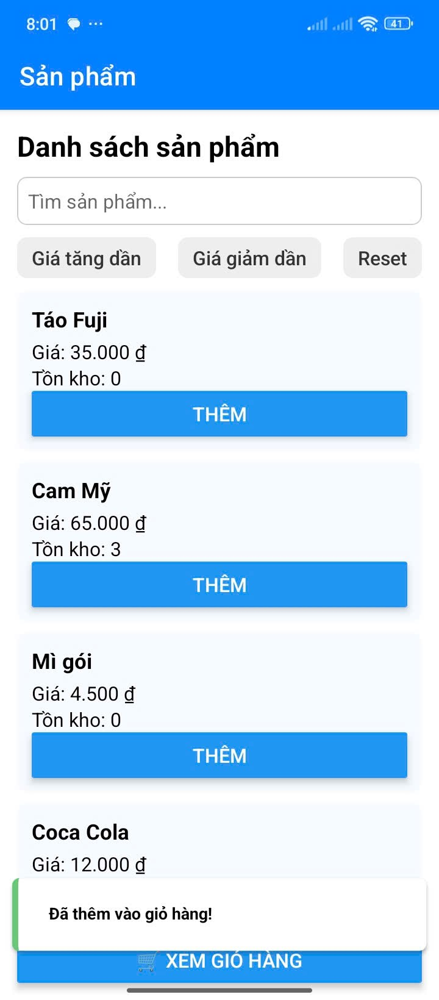 8:01
41
Sản phẩm
Danh sách sản phẩm
Tìm sản phẩm...
Giá tăng dần Giá giảm dần Reset
Táo Fuji
Giá: 35.000 ₫
Tồn kho: 0
THÊM
Cam Mỹ
Giá: 65.000 ₫
Tồn kho: 3
THÊM
Mì gói
Giá: 4.500 ₫
Tồn kho: 0
THÊM
Coca Cola
Giá: 12.000 ₫
Đã thêm vào giỏ hàng!
🛒 XEM GIỎ HÀNG